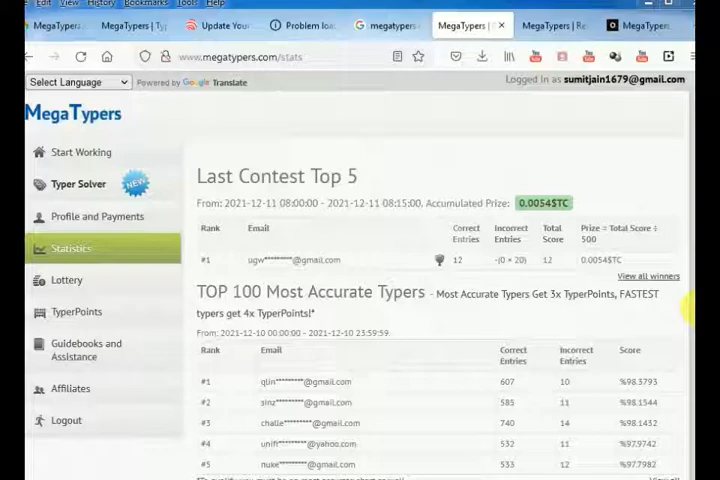 View History Bookmarks Tools Help
MegaTypers MegaTypers | Ty Update Your Problem loa megatypers MegaTypers | MegaTypers | Re MegaTypers
www.megatypers.com/stats
Select Language Powered by Google Translate Logged in as sumitjain1679@gmail.com
MegaTypers
Start Working
Typer Solver NEW
Profile and Payments
Statistics
Lottery
TyperPoints
Guidebooks and
Assistance
Affiliates
Logout
Last Contest Top 5
From: 2021-12-11 08:00:00 - 2021-12-11 08:15:00, Accumulated Prize: 0.0054$TC
Rank Email Correct Entries Incorrect Entries Total Score Prize = Total Score ÷ 500
#1 ugw********@gmail.com 12 -(0 × 20) 12 0.0054$TC
View all winners
TOP 100 Most Accurate Typers - Most Accurate Typers Get 3x TyperPoints, FASTEST
typers get 4x TyperPoints!*
From: 2021-12-10 00:00:00 - 2021-12-10 23:59:59.
Rank Email Correct Entries Incorrect Entries Score
#1 qlin*********@gmail.com 607 10 %98.3793
#2 sinz*********@gmail.com 585 11 %98.1544
#3 challe*********@gmail.com 740 14 %98.1432
#4 unift*********@yahoo.com 532 11 %97.9742
#5 nuke*********@gmail.com 533 12 %97.7982